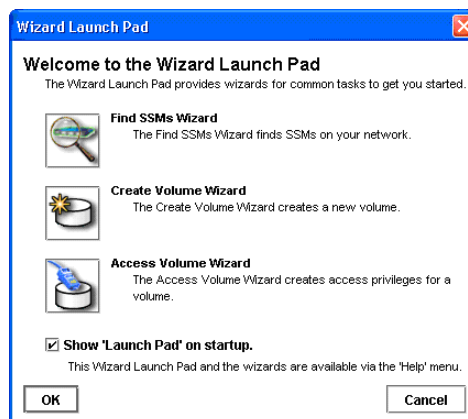 Wizard Launch Pad
Welcome to the Wizard Launch Pad
The Wizard Launch Pad provides wizards for common tasks to get you started.
Find SSMs Wizard
The Find SSMs Wizard finds SSMs on your network.
Create Volume Wizard
The Create Volume Wizard creates a new volume.
Access Volume Wizard
The Access Volume Wizard creates access privileges for a
volume.
Show 'Launch Pad' on startup.
This Wizard Launch Pad and the wizards are available via the 'Help' menu.
OK
Cancel